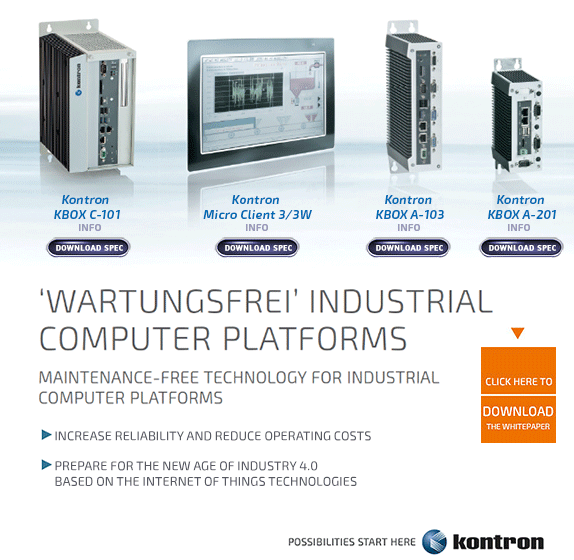 kontron
Kontron
KBOX C-101
INFO
DOWNLOAD SPEC
Kontron
Micro Client 3/3W
INFO
DOWNLOAD SPEC
Kontron
KBOX A-103
INFO
DOWNLOAD SPEC
Kontron
KBOX A-201
INFO
DOWNLOAD SPEC
‘WARTUNGSFREI’ INDUSTRIAL
COMPUTER PLATFORMS
MAINTENANCE-FREE TECHNOLOGY FOR INDUSTRIAL
COMPUTER PLATFORMS
INCREASE RELIABILITY AND REDUCE OPERATING COSTS
PREPARE FOR THE NEW AGE OF INDUSTRY 4.0
BASED ON THE INTERNET OF THINGS TECHNOLOGIES
CLICK HERE TO
DOWNLOAD
THE WHITEPAPER
POSSIBILITIES START HERE
kontron